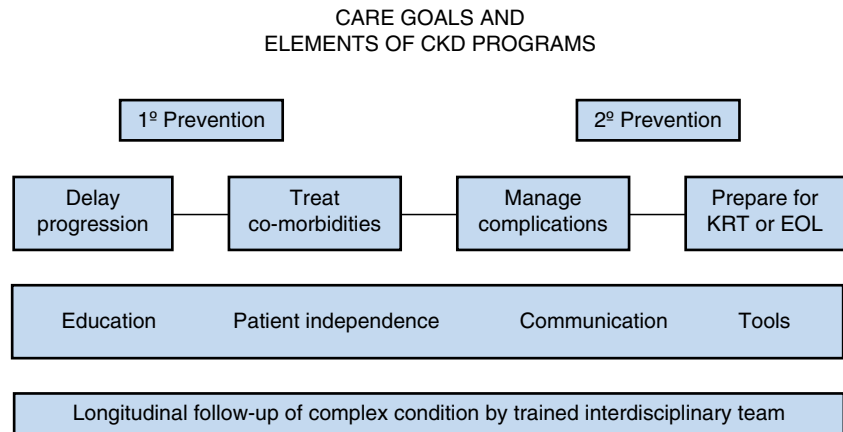 CARE GOALS AND
ELEMENTS OF CKD PROGRAMS
1º Prevention
2º Prevention
Delay
progression
Treat
co-morbidities
Manage
complications
Prepare for
KRT or EOL
Education Patient independence Communication Tools
Longitudinal follow-up of complex condition by trained interdisciplinary team